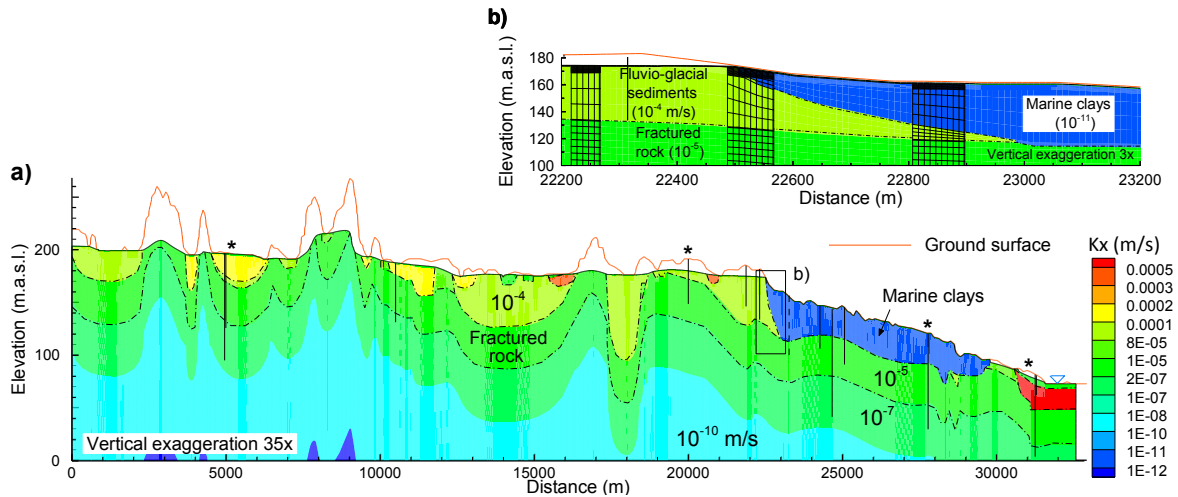 b)
Elevation (m.a.s.l.)
180
160
140
120
100
Fluvio-glacial
sediments
(10-4 m/s)
Fractured
rock (10-5)
Marine clays
(10-11)
Vertical exaggeration 3x
22200 22400 22600 22800 23000 23200
Distance (m)
a)
Elevation (m.a.s.l.)
200
100
0
*
*
*
*
b)
10-4
Fractured
rock
Marine clays
10-5
10-7
10-10 m/s
Vertical exaggeration 35x
0 5000 10000 15000 20000 25000 30000
Distance (m)
Ground surface
Kx (m/s)
0.0005
0.0003
0.0002
0.0001
8E-05
1E-05
2E-07
1E-07
1E-08
1E-10
1E-11
1E-12